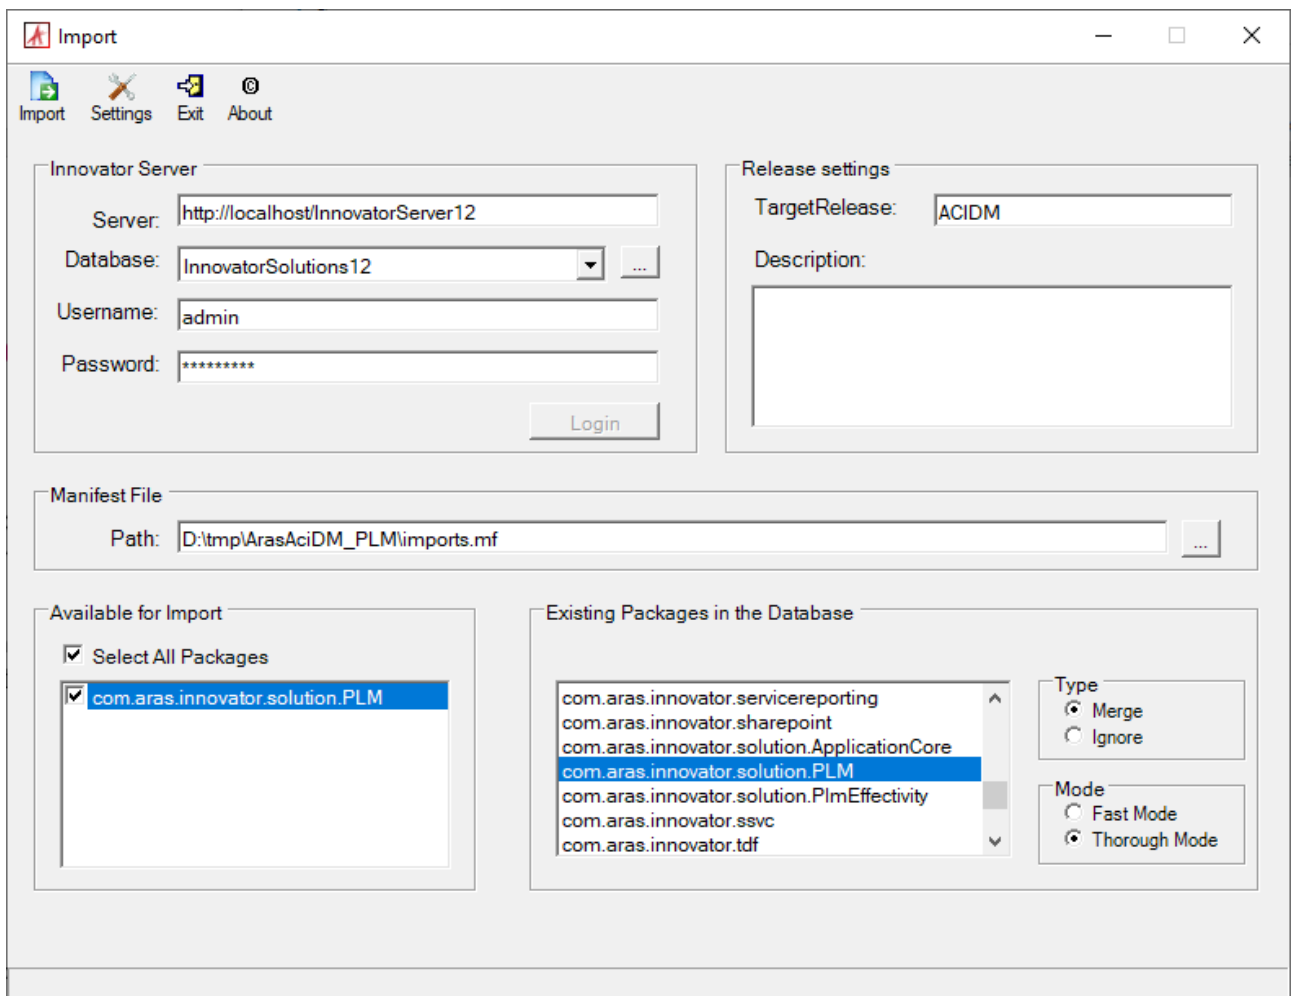 Import
Import Settings Exit About
Innovator Server
Server: http://localhost/InnovatorServer12
Database: InnovatorSolutions12 ...
Username: admin
Password: *********
Login
Release settings
TargetRelease: ACIDM
Description:
Manifest File
Path: D:\tmp\ArasAciDM_PLM\imports.mf ...
Available for Import
Select All Packages
com.aras.innovator.solution.PLM
Existing Packages in the Database
com.aras.innovator.servicereporting
com.aras.innovator.sharepoint
com.aras.innovator.solution.ApplicationCore
com.aras.innovator.solution.PLM
com.aras.innovator.solution.PlmEffectivity
com.aras.innovator.ssvc
com.aras.innovator.tdf
Type
Merge
Ignore
Mode
Fast Mode
Thorough Mode